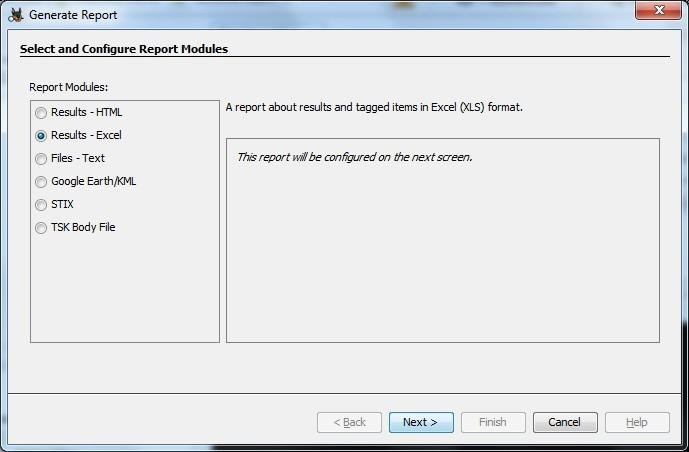 Generate Report
Select and Configure Report Modules
Report Modules:
Results - HTML
Results - Excel
Files - Text
Google Earth/KML
STIX
TSK Body File
A report about results and tagged items in Excel (XLS) format.
This report will be configured on the next screen.
< Back
Next >
Finish
Cancel
Help